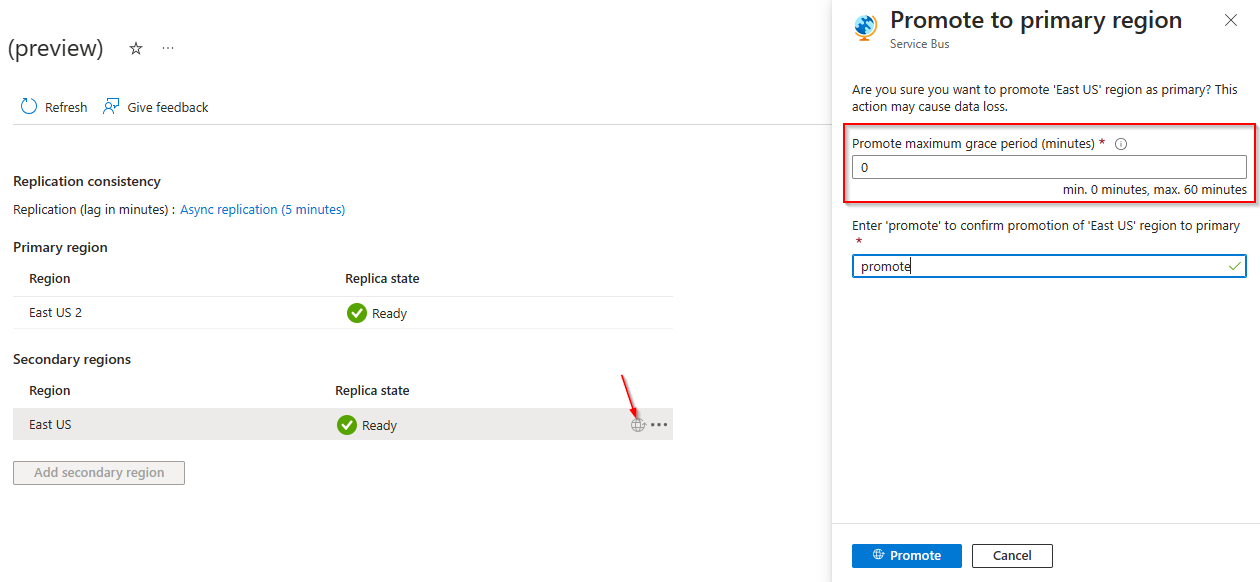 (preview)
Refresh
Give feedback
Replication consistency
Replication (lag in minutes) : Async replication (5 minutes)
Primary region
Region Replica state
East US 2 Ready
Secondary regions
Region Replica state
East US Ready
Add secondary region
Promote to primary region
Service Bus
Are you sure you want to promote 'East US' region as primary? This
action may cause data loss.
Promote maximum grace period (minutes) *
0
min. 0 minutes, max. 60 minutes
Enter 'promote' to confirm promotion of 'East US' region to primary
*
promote
Promote
Cancel